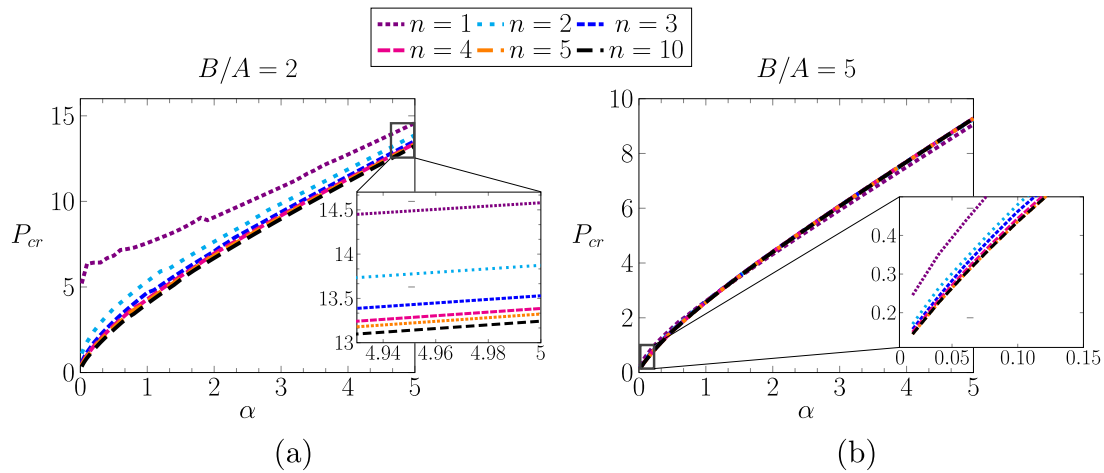 n = 1 n = 2 n = 3
n = 4 n = 5 n = 10
B/A = 2
15
10
P_cr
5
0
0 1 2 3 4 5
α
14.5
14
13.5
13
4.94 4.96 4.98 5
(a)
B/A = 5
10
8
6
P_cr
4
2
0
0 1 2 3 4 5
α
0.4
0.3
0.2
0 0.05 0.10 0.15
(b)